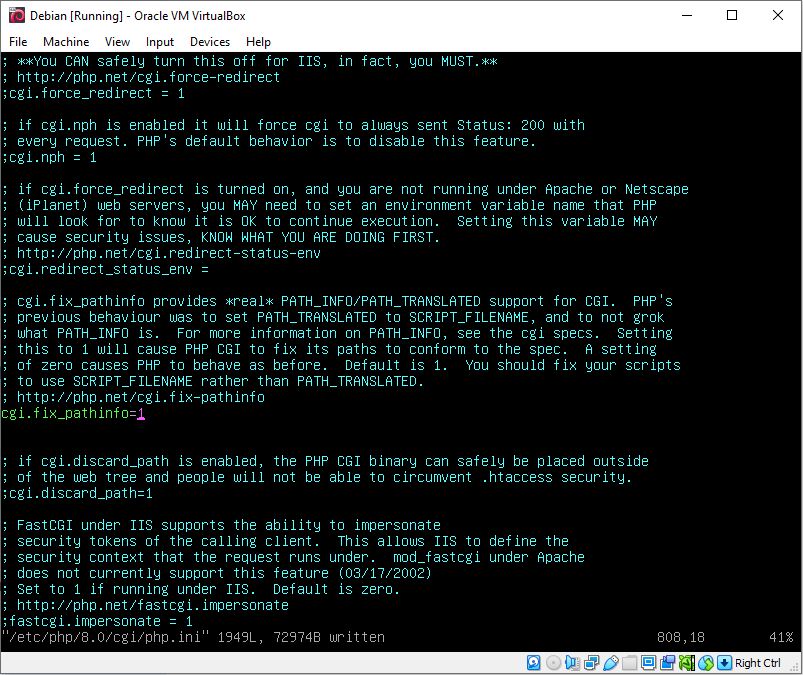 Debian [Running] - Oracle VM VirtualBox
File Machine View Input Devices Help
; **You CAN safely turn this off for IIS, in fact, you MUST.**
; http://php.net/cgi.force-redirect
;cgi.force_redirect = 1
; if cgi.nph is enabled it will force cgi to always sent Status: 200 with
; every request. PHP's default behavior is to disable this feature.
;cgi.nph = 1
; if cgi.force_redirect is turned on, and you are not running under Apache or Netscape
; (iPlanet) web servers, you MAY need to set an environment variable name that PHP
; will look for to know it is OK to continue execution.  Setting this variable MAY
; cause security issues, KNOW WHAT YOU ARE DOING FIRST.
; http://php.net/cgi.redirect-status-env
;cgi.redirect_status_env =
; cgi.fix_pathinfo provides *real* PATH_INFO/PATH_TRANSLATED support for CGI.  PHP's
; previous behaviour was to set PATH_TRANSLATED to SCRIPT_FILENAME, and to not grok
; what PATH_INFO is.  For more information on PATH_INFO, see the cgi specs.  Setting
; this to 1 will cause PHP CGI to fix its paths to conform to the spec.  A setting
; of zero causes PHP to behave as before.  Default is 1.  You should fix your scripts
; to use SCRIPT_FILENAME rather than PATH_TRANSLATED.
; http://php.net/cgi.fix-pathinfo
cgi.fix_pathinfo=1
; if cgi.discard_path is enabled, the PHP CGI binary can safely be placed outside
; of the web tree and people will not be able to circumvent .htaccess security.
;cgi.discard_path=1
; FastCGI under IIS supports the ability to impersonate
; security tokens of the calling client.  This allows IIS to define the
; security context that the request runs under.  mod_fastcgi under Apache
; does not currently support this feature (03/17/2002)
; Set to 1 if running under IIS.  Default is zero.
; http://php.net/fastcgi.impersonate
;fastcgi.impersonate = 1
"/etc/php/8.0/cgi/php.ini" 1949L, 72974B written 808,18 41%
Right Ctrl